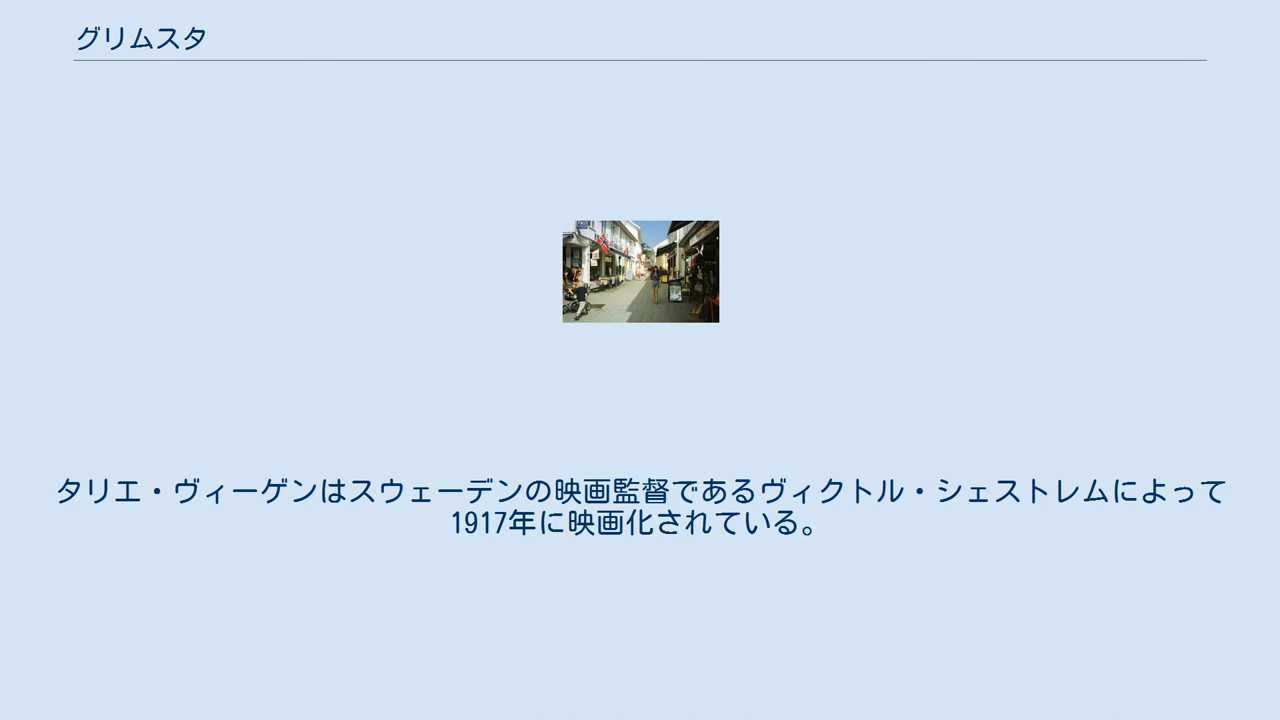 グリムスタ
タリエ・ヴィーゲンはスウェーデンの映画監督であるヴィクトル・シェストレムによって
1917年に映画化されている。